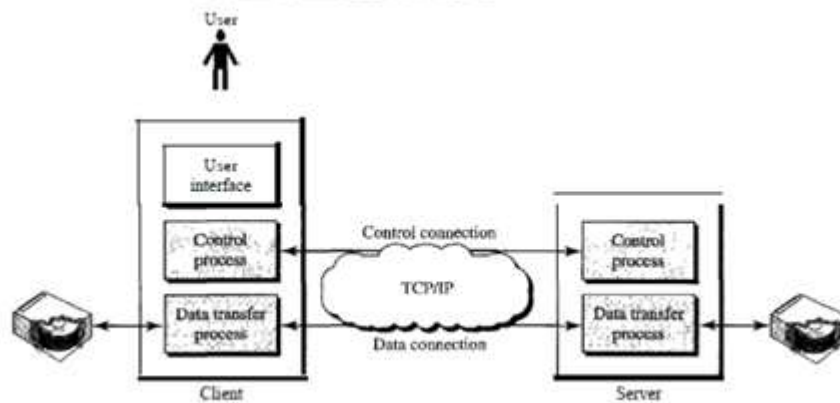 User
User
interface
Control
process
Data transfer
process
Client
Control connection
TCP/IP
Data connection
Control
process
Data transfer
process
Server